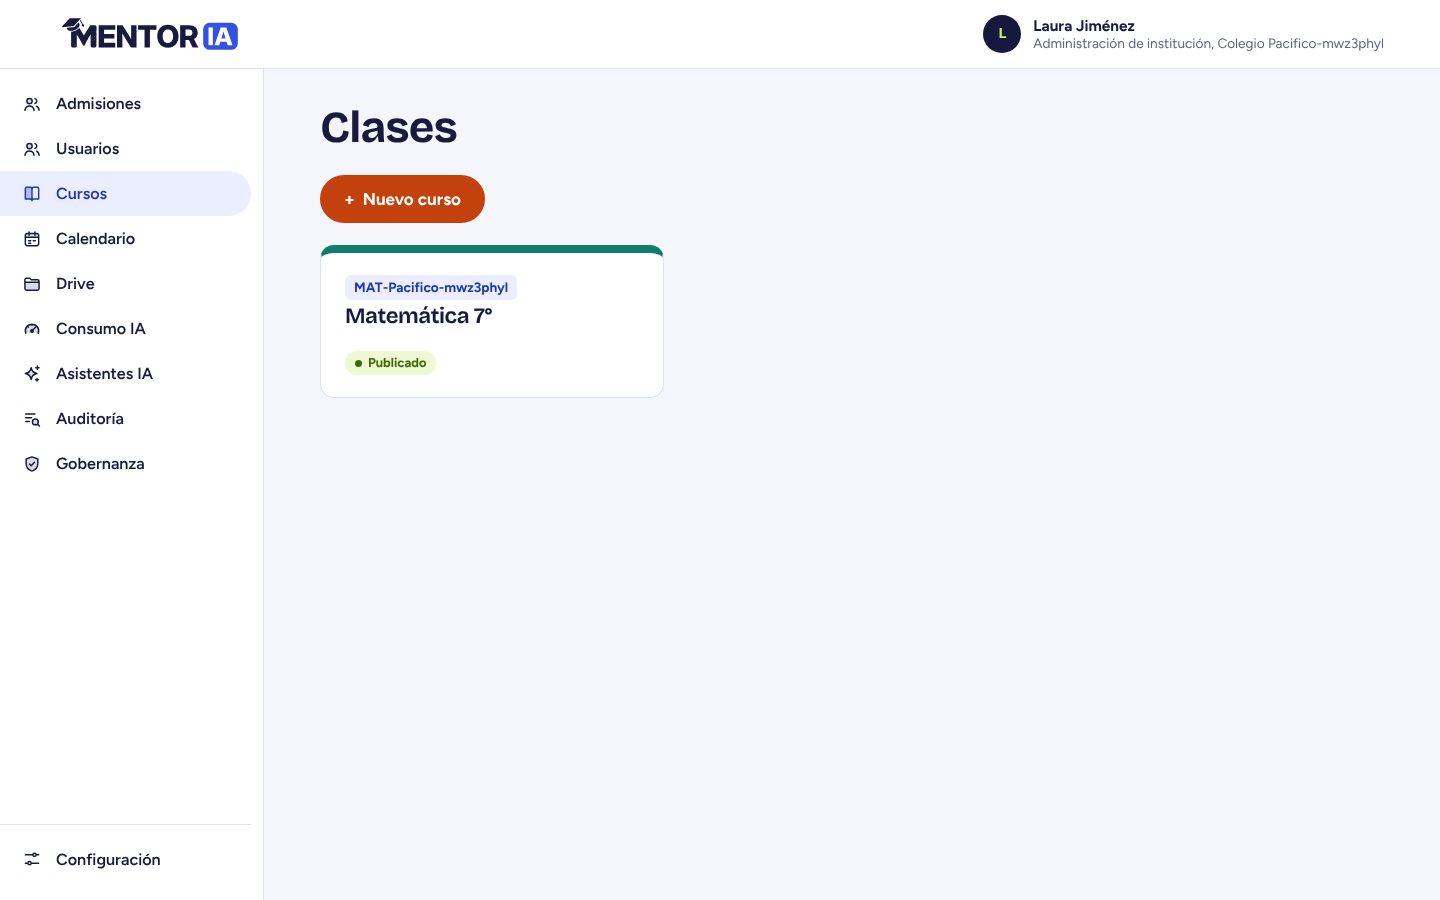 MENTOR IA
L
Laura Jiménez
Administración de institución, Colegio Pacifico-mwz3phyl
Admisiones
Usuarios
Cursos
Calendario
Drive
Consumo IA
Asistentes IA
Auditoría
Gobernanza
Configuración
Clases
+ Nuevo curso
MAT-Pacifico-mwz3phyl
Matemática 7°
Publicado